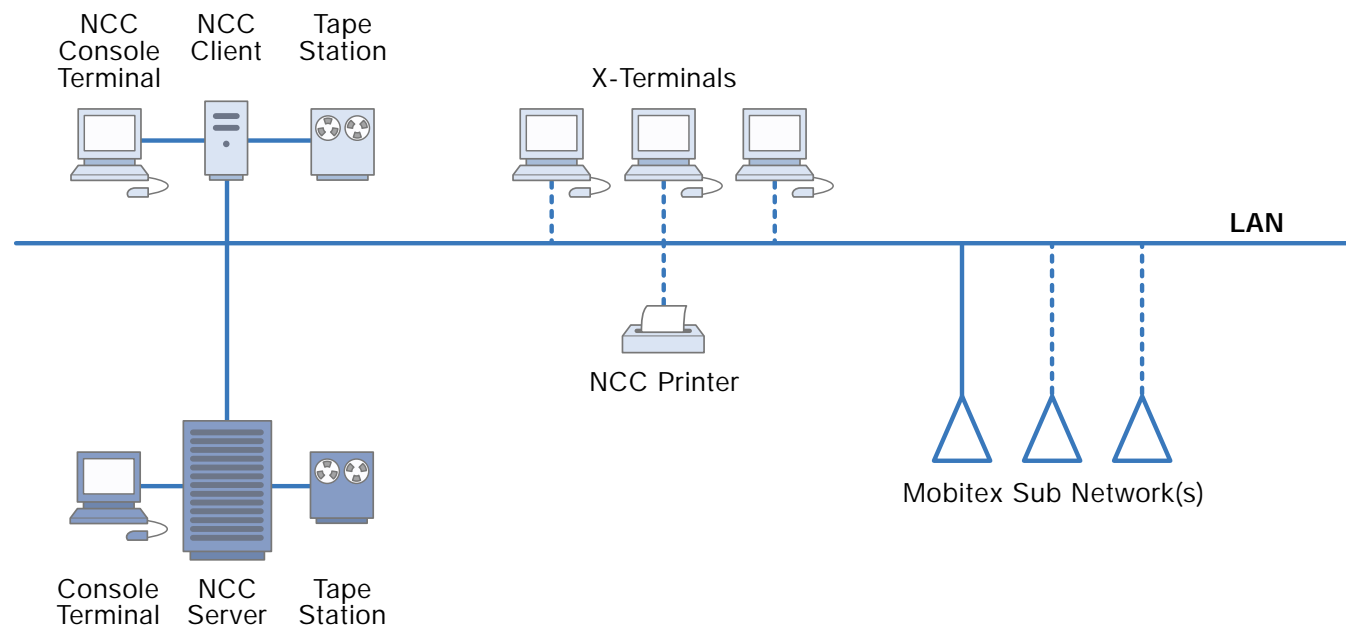 NCC
Console
Terminal
NCC
Client
Tape
Station
X-Terminals
LAN
NCC Printer
Mobitex Sub Network(s)
Console
Terminal
NCC
Server
Tape
Station